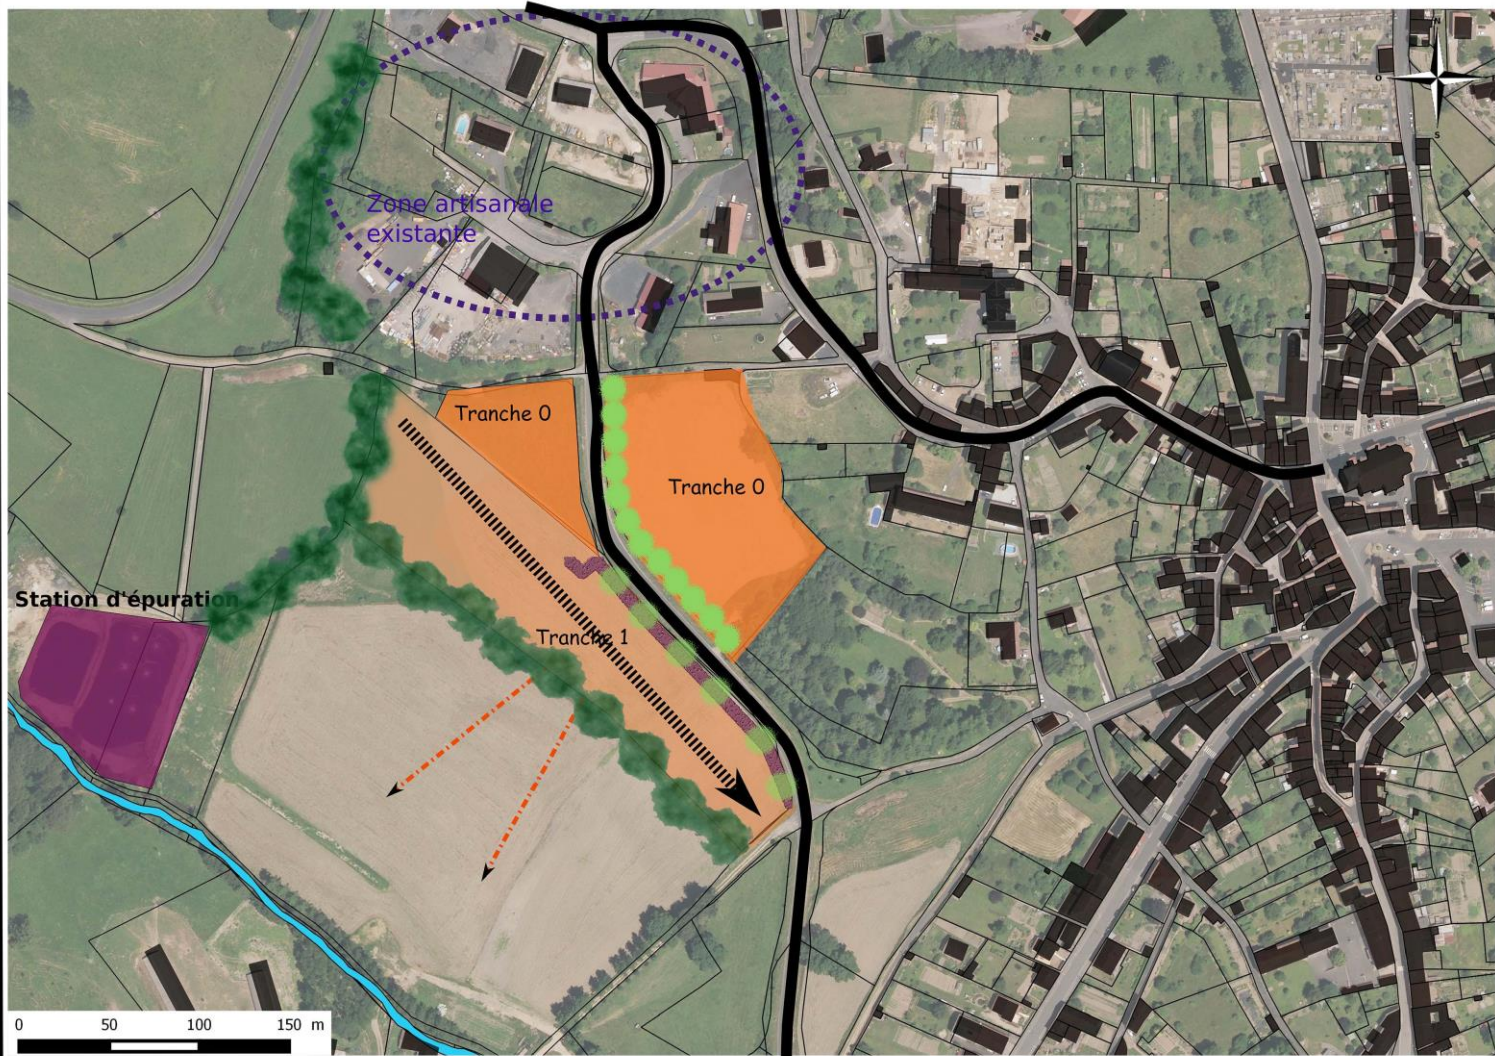 N
O
S
Zone artisanale
existante
Tranche 0
Tranche 0
Station d'épuration
Tranche 1
0 50 100 150 m